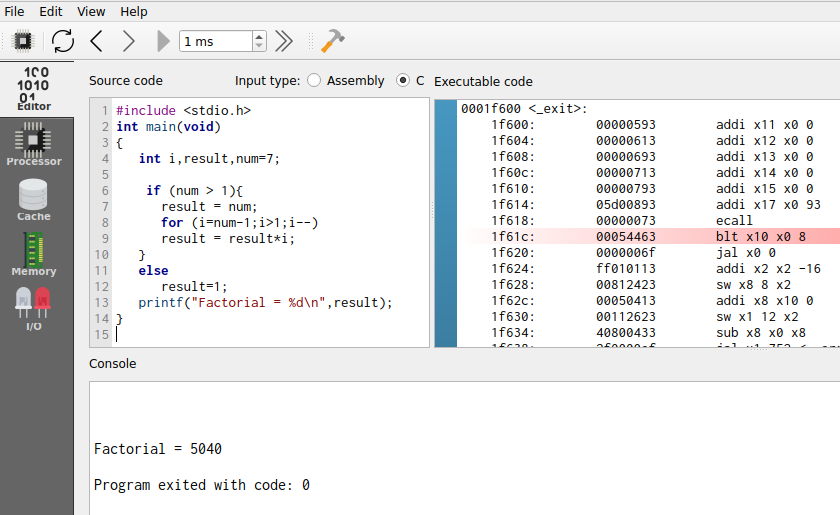 File Edit View Help
1 ms
100
1010
01
Editor
Processor
Cache
Memory
I/O
Source code Input type: Assembly C
1 #include <stdio.h>
2 int main(void)
3 {
4 int i,result,num=7;
5
6 if (num > 1){
7 result = num;
8 for (i=num-1;i>1;i--)
9 result = result*i;
10 }
11 else
12 result=1;
13 printf("Factorial = %d\n",result);
14 }
15
Executable code
0001f600 <_exit>:
1f600: 00000593 addi x11 x0 0
1f604: 00000613 addi x12 x0 0
1f608: 00000693 addi x13 x0 0
1f60c: 00000713 addi x14 x0 0
1f610: 00000793 addi x15 x0 0
1f614: 05d00893 addi x17 x0 93
1f618: 00000073 ecall
1f61c: 00054463 blt x10 x0 8
1f620: 0000006f jal x0 0
1f624: ff010113 addi x2 x2 -16
1f628: 00812423 sw x8 8 x2
1f62c: 00050413 addi x8 x10 0
1f630: 00112623 sw x1 12 x2
1f634: 40800433 sub x8 x0 x8
Console
Factorial = 5040
Program exited with code: 0